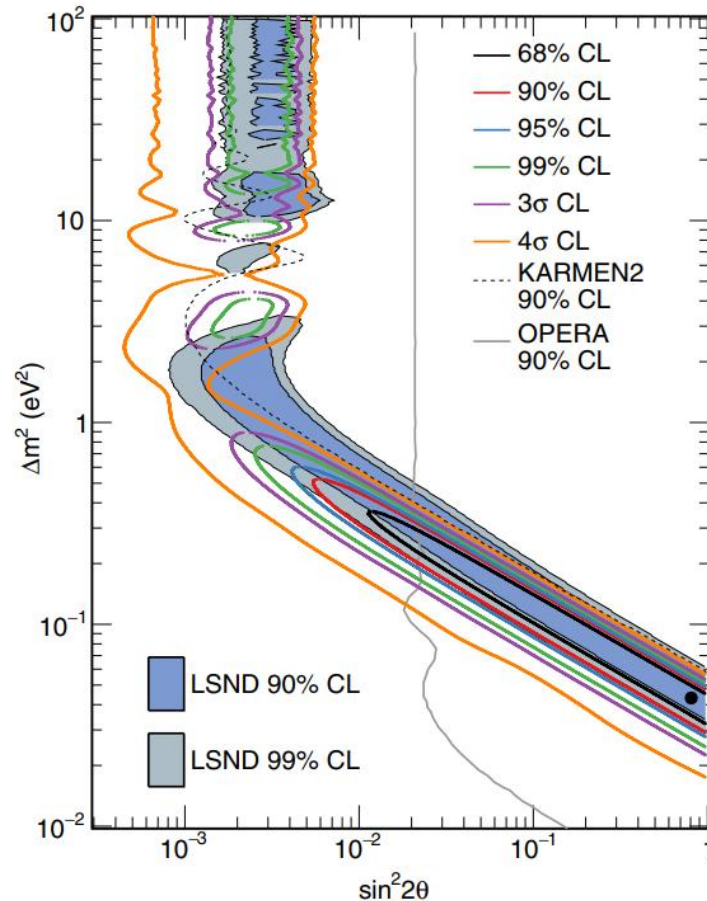 10²
10
1
10⁻¹
10⁻²
Δm² (eV²)
68% CL
90% CL
95% CL
99% CL
3σ CL
4σ CL
KARMEN2
90% CL
OPERA
90% CL
LSND 90% CL
LSND 99% CL
10⁻³
10⁻²
10⁻¹
1
sin²2θ